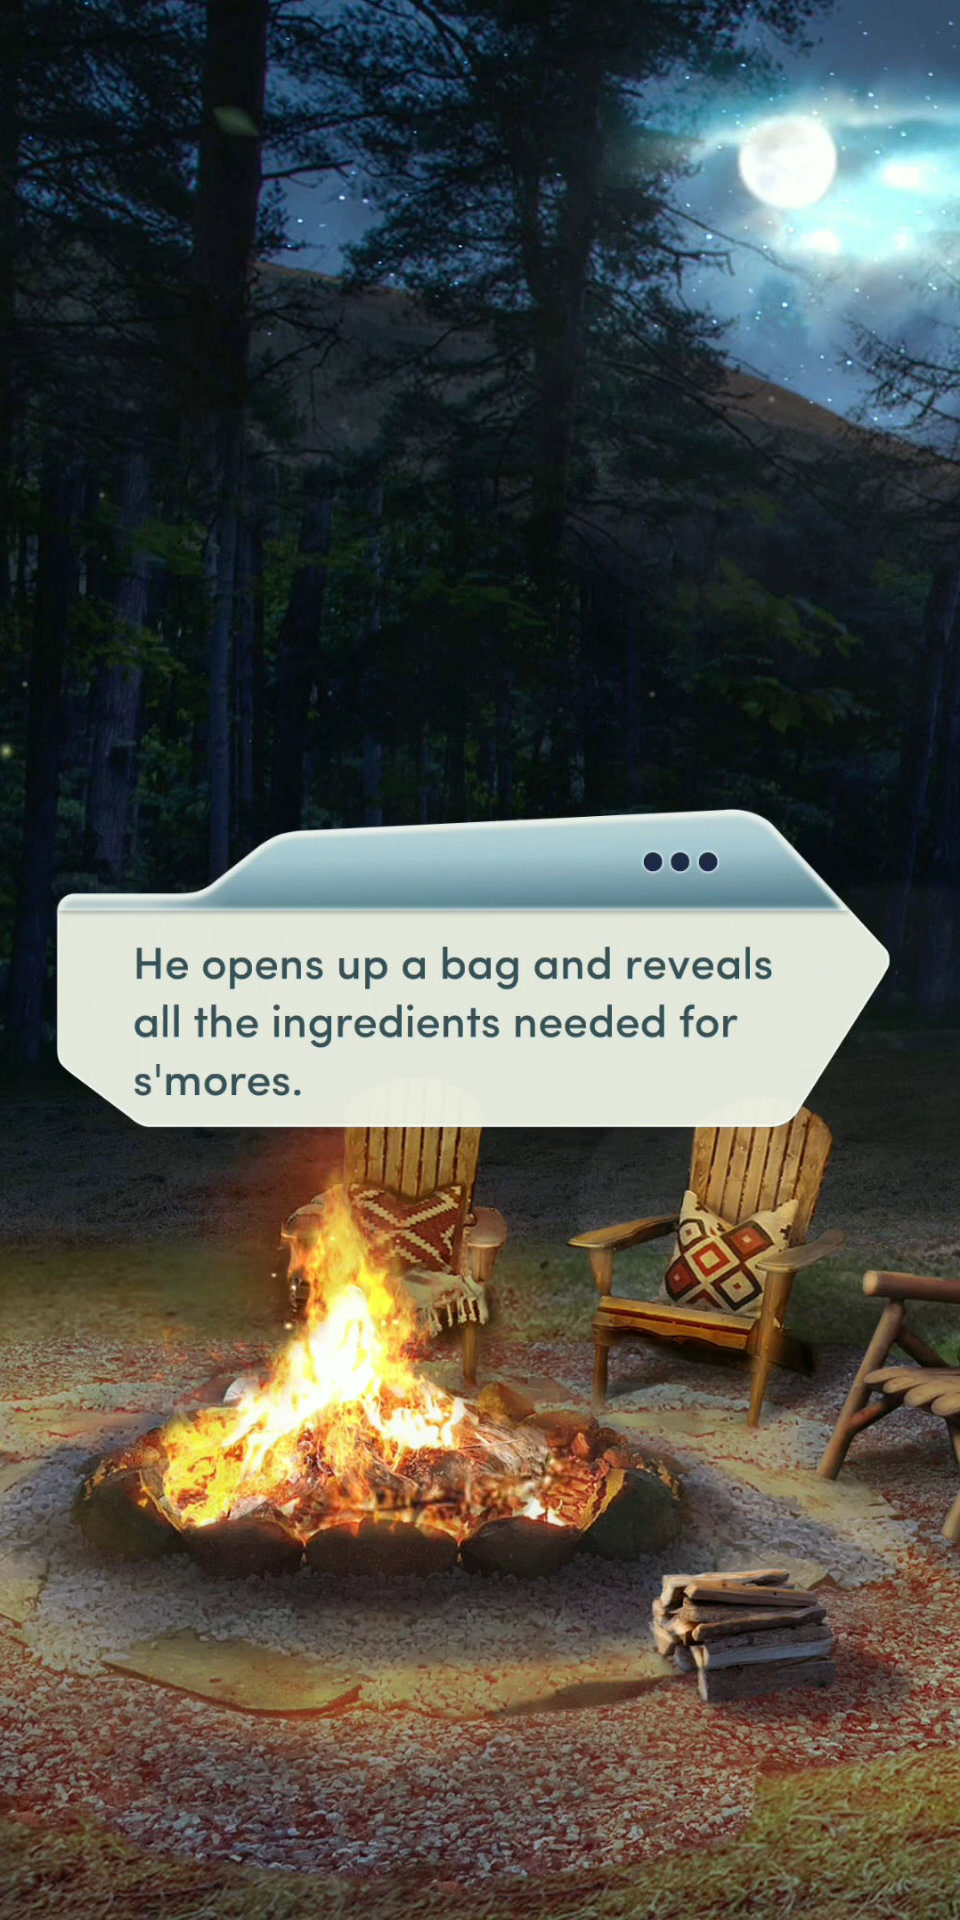 He opens up a bag and reveals
all the ingredients needed for
s'mores.